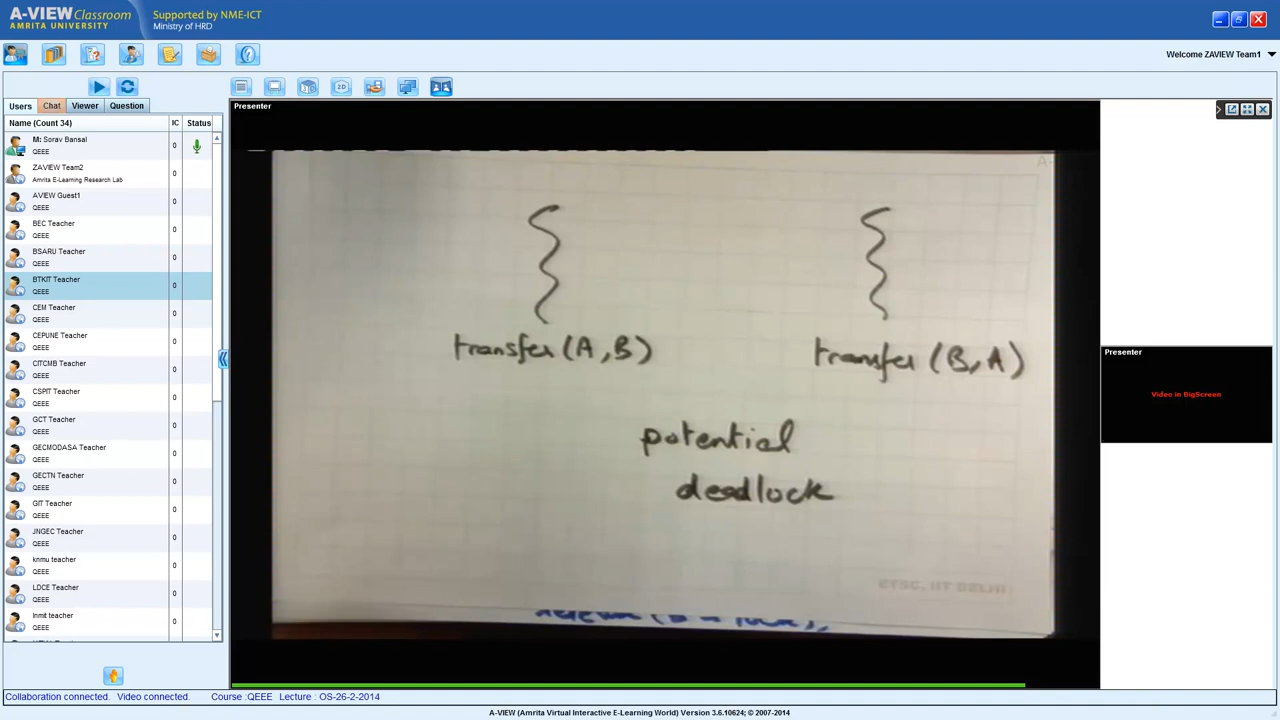 A-VIEW Classroom
AMRITA UNIVERSITY
Supported by NME-ICT
Ministry of HRD
Welcome ZAVIEW Team1
Users Chat Viewer Question
Name (Count 34) IC Status
M: Sorav Bansal
QEEE
0
ZAVIEW Team2
Amrita E-Learning Research Lab
0
AVIEW Guest1
QEEE
0
BEC Teacher
QEEE
0
BSARU Teacher
QEEE
0
BTKIT Teacher
QEEE
0
CEM Teacher
QEEE
0
CEPUNE Teacher
QEEE
0
CITCMB Teacher
QEEE
0
CSPIT Teacher
QEEE
0
GCT Teacher
QEEE
0
GECMODASA Teacher
QEEE
0
GECTN Teacher
QEEE
0
GIT Teacher
QEEE
0
JNGEC Teacher
QEEE
0
knmu teacher
QEEE
0
LDCE Teacher
QEEE
0
lnmit teacher
QEEE
0
Presenter
2D
transfer (A, B)
transfer (B, A)
potential
deadlock
ETSC, IIT DELHI
Presenter
Video in BigScreen
Collaboration connected. Video connected. Course :QEEE Lecture : OS-26-2-2014
A-VIEW (Amrita Virtual Interactive E-Learning World) Version 3.6.10624; © 2007-2014